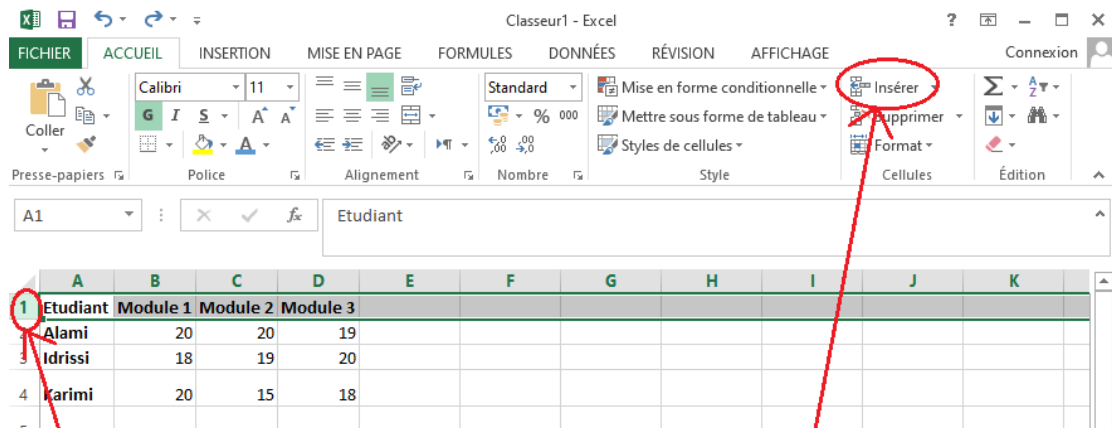 Classeur1 - Excel
FICHIER ACCUEIL INSERTION MISE EN PAGE FORMULES DONNÉES RÉVISION AFFICHAGE Connexion
Calibri 11 Standard Mise en forme conditionnelle Insérer
Coller G I S A A % 000 Mettre sous forme de tableau Supprimer
A Styles de cellules Format
Presse-papiers Police Alignement Nombre Style Cellules Édition
A1 fx Etudiant
A B C D E F G H I J K
1 Etudiant Module 1 Module 2 Module 3
2 Alami 20 20 19
3 Idrissi 18 19 20
4 Karimi 20 15 18